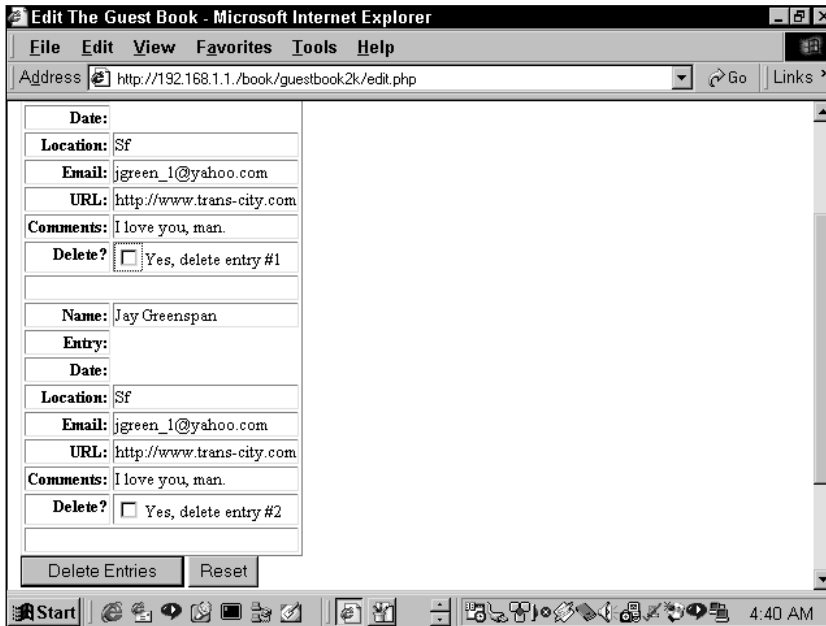 Edit The Guest Book - Microsoft Internet Explorer
File Edit View Favorites Tools Help
Address http://192.168.1.1./book/guestbook2k/edit.php Go Links
Date:
Location: Sf
Email: jgreen_1@yahoo.com
URL: http://www.trans-city.com
Comments: I love you, man.
Delete? Yes, delete entry #1
Name: Jay Greenspan
Entry:
Date:
Location: Sf
Email: jgreen_1@yahoo.com
URL: http://www.trans-city.com
Comments: I love you, man.
Delete? Yes, delete entry #2
Delete Entries Reset
Start 4:40 AM